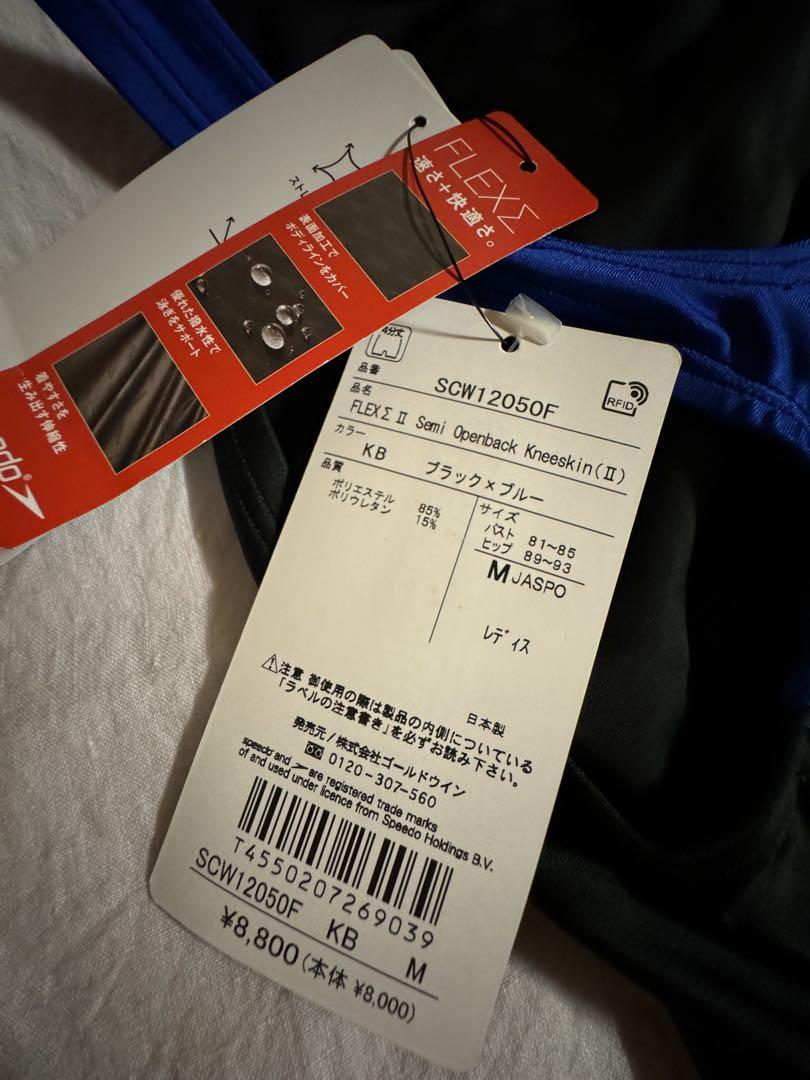 FLEXΣ
速さ+快適さ。
表面加工で
ボディラインをカバー
優れた撥水性で
泳ぎをサポート
着やすさを
生み出す伸縮性
4分丈
RFID
品番
SCW12050F
品名
FLEXΣⅡ Semi Openback Kneeskin(Ⅱ)
カラー
KB ブラック×ブルー
品質
ポリエステル 85%
ポリウレタン 15%
サイズ
バスト 81~85
ヒップ 89~93
M JASPO
レディス
日本製
⚠注意 御使用の際は製品の内側についている
「ラベルの注意書き」を必ずお読み下さい。
発売元/株式会社ゴールドウイン
0120-307-560
speedo and are registered trade marks
of and used under licence from Speedo Holdings B.V.
T4550207269039
SCW12050F KB M
¥8,800(本体 ¥8,000)